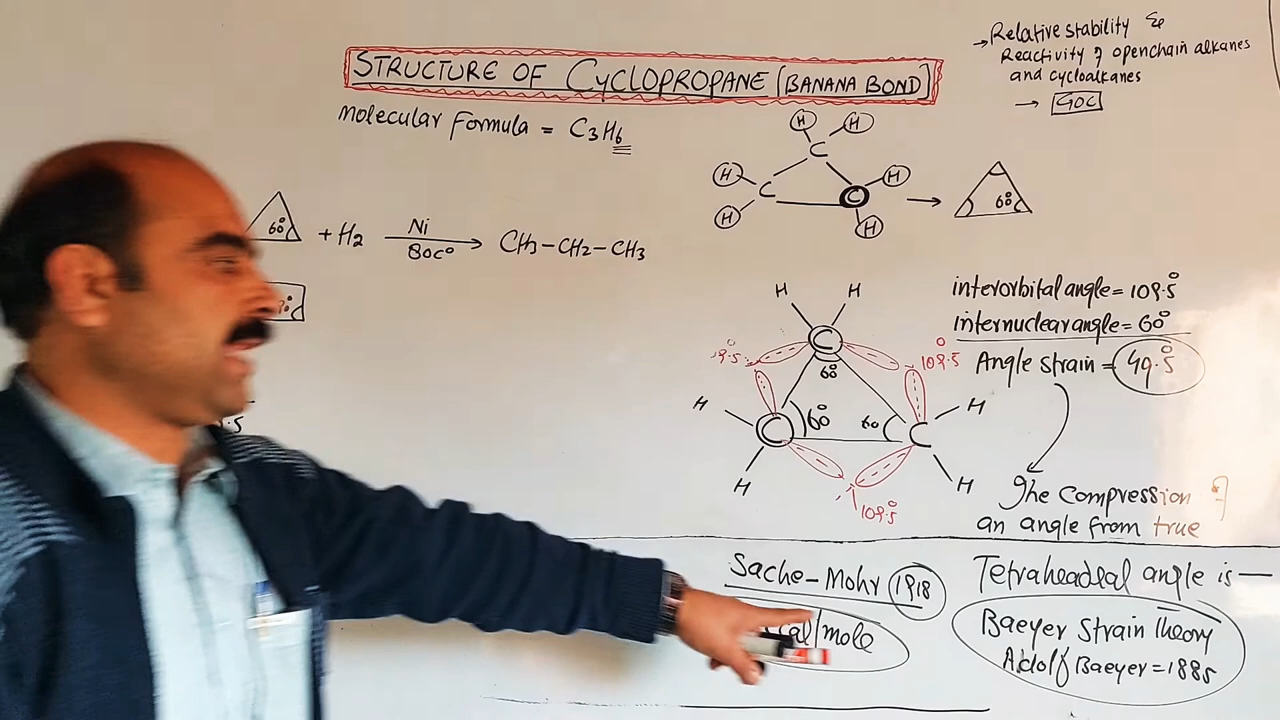 STRUCTURE OF CYCLOPROPANE (BANANA BOND)
Molecular Formula = C3H6
→ Relative stability &
Reactivity of openchain alkanes
and cycloalkanes
→ GOC
60°
+ H2
Ni
80C°
CH3-CH2-CH3
H H
C
H
C
H
C
H
H
60°
H H
C
60°
109.5°
H
C
60°
60
C
H
H
H
109.5
interorbital angle = 109.5°
internuclear angle = 60°
Angle strain = 49.5°
The compression of
an angle from true
Tetraheadeal angle is —
Sache-Mohr 1918
cal/mole
Baeyer Strain Theory
Adolf Baeyer = 1885